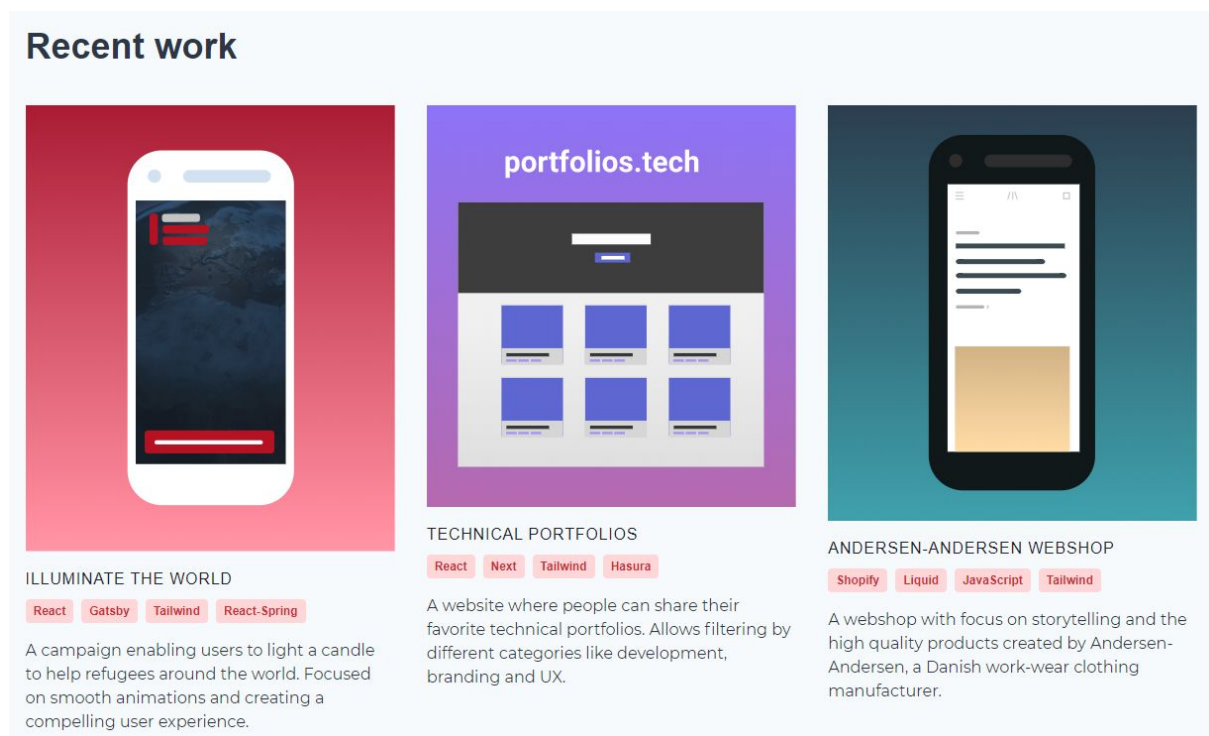 Recent work
portfolios.tech
ILLUMINATE THE WORLD
React Gatsby Tailwind React-Spring
A campaign enabling users to light a candle
to help refugees around the world. Focused
on smooth animations and creating a
compelling user experience.
TECHNICAL PORTFOLIOS
React Next Tailwind Hasura
A website where people can share their
favorite technical portfolios. Allows filtering by
different categories like development,
branding and UX.
ANDERSEN-ANDERSEN WEBSHOP
Shopify Liquid JavaScript Tailwind
A webshop with focus on storytelling and the
high quality products created by Andersen-
Andersen, a Danish work-wear clothing
manufacturer.